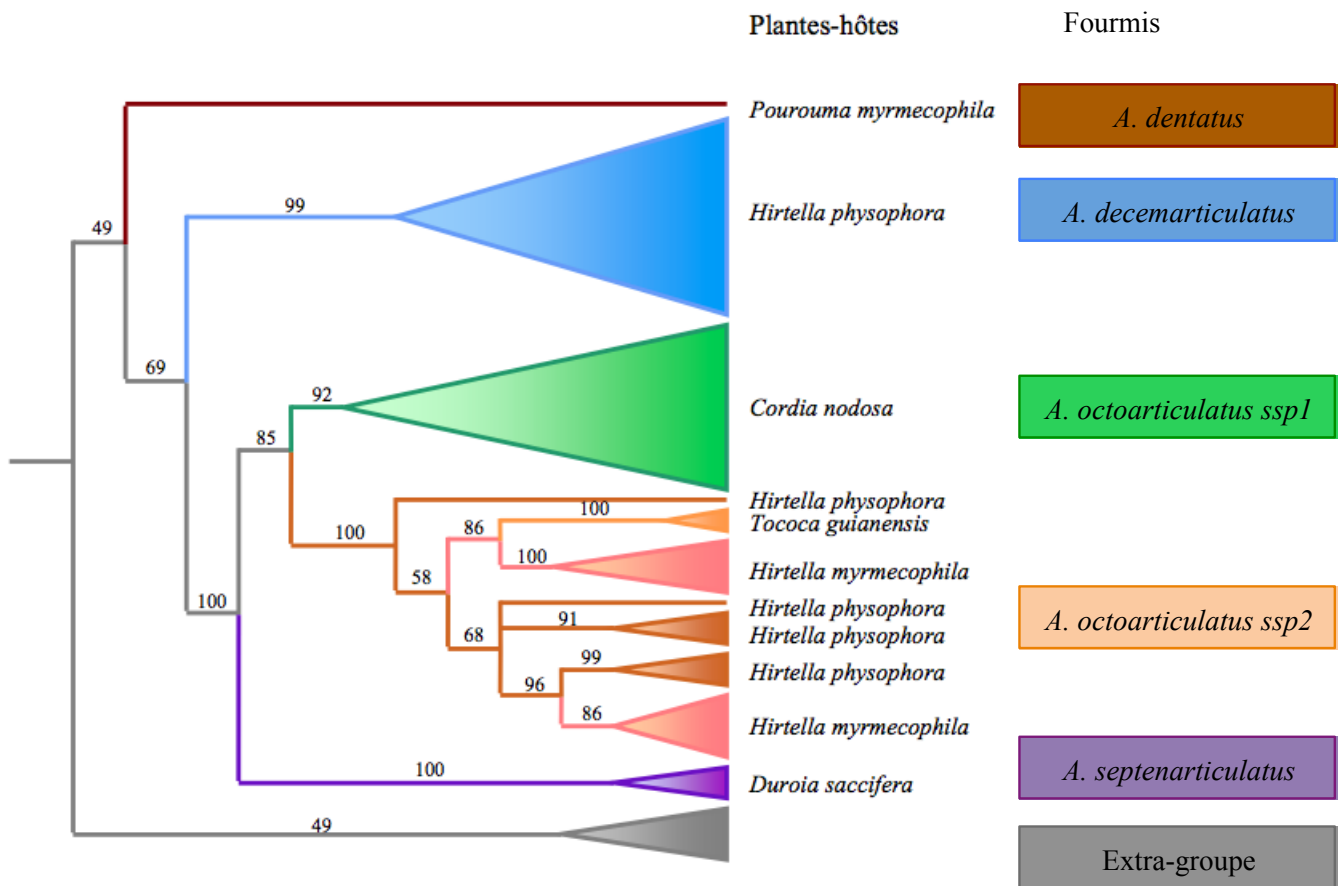 Plantes-hôtes Fourmis
Pourouma myrmecophila A. dentatus
99 Hirtella physophora A. decemarticulatus
49
69
92 Cordia nodosa A. octoarticulatus ssp1
85
Hirtella physophora
100 Tococa guianensis
86
100
100 Hirtella myrmecophila
58
Hirtella physophora
91 Hirtella physophora A. octoarticulatus ssp2
100
68
99 Hirtella physophora
96
86 Hirtella myrmecophila
100 Duroia saccifera A. septenarticulatus
49
Extra-groupe